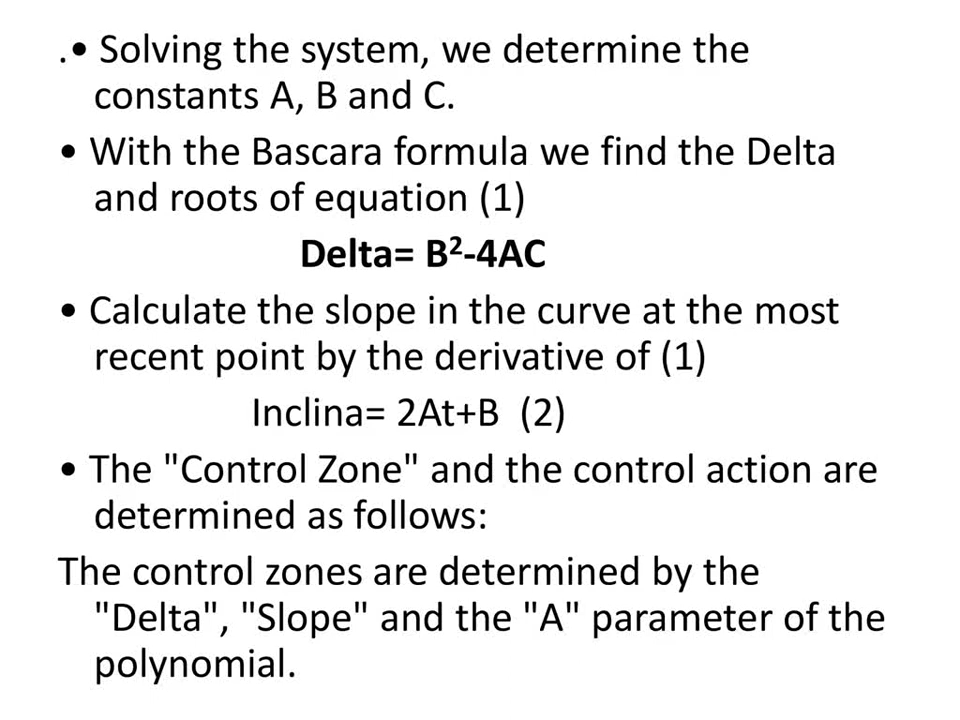 .• Solving the system, we determine the
constants A, B and C.
• With the Bascara formula we find the Delta
and roots of equation (1)
Delta= B²-4AC
• Calculate the slope in the curve at the most
recent point by the derivative of (1)
Inclina= 2At+B (2)
• The "Control Zone" and the control action are
determined as follows:
The control zones are determined by the
"Delta", "Slope" and the "A" parameter of the
polynomial.